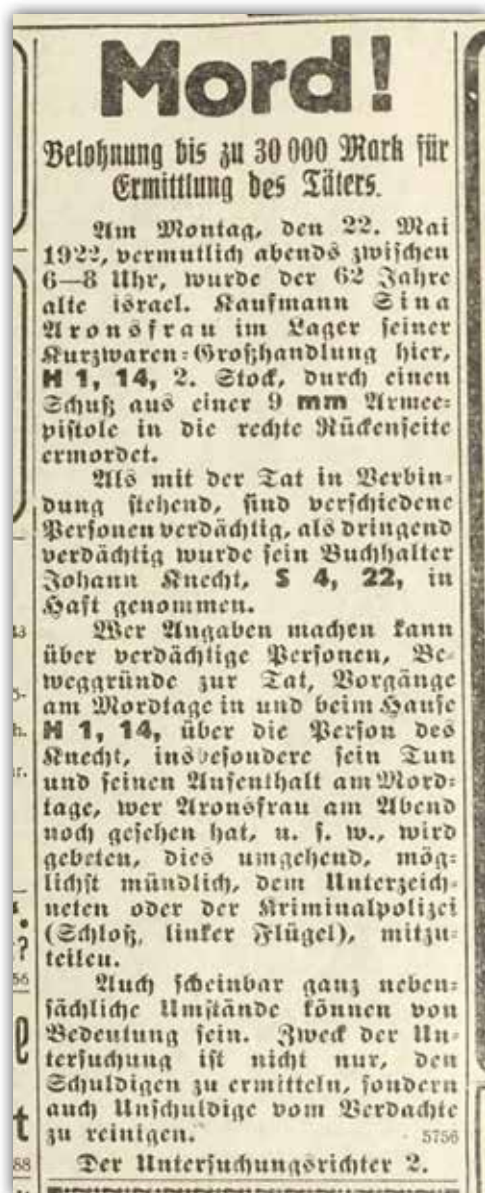 Mord!
Belohnung bis zu 30 000 Mark für
Ermittlung des Täters.
Am Montag, den 22. Mai
1922, vermutlich abends zwischen
6—8 Uhr, wurde der 62 Jahre
alte israel. Kaufmann Sina
Aronsfrau im Lager seiner
Kurzwaren-Großhandlung hier,
H 1, 14, 2. Stock, durch einen
Schuß aus einer 9 mm Armee-
pistole in die rechte Rückenseite
ermordet.
Als mit der Tat in Verbin-
dung stehend, sind verschiedene
Personen verdächtig, als dringend
verdächtig wurde sein Buchhalter
Johann Knecht, S 4, 22, in
Haft genommen.
Wer Angaben machen kann
über verdächtige Personen, Be-
weggründe zur Tat, Vorgänge
am Mordtage in und beim Hause
H 1, 14, über die Person des
Knecht, insbesondere sein Tun
und seinen Aufenthalt am Mord-
tage, wer Aronsfrau am Abend
noch gesehen hat, u. s. w., wird
gebeten, dies umgehend, mög-
lichst mündlich, dem Unterzeich-
neten oder der Kriminalpolizei
(Schloß, linker Flügel), mitzu-
teilen.
Auch scheinbar ganz neben-
sächliche Umstände können von
Bedeutung sein. Zweck der Un-
tersuchung ist nicht nur, den
Schuldigen zu ermitteln, sondern
auch Unschuldige vom Verdachte
zu reinigen. 5756
Der Untersuchungsrichter 2.